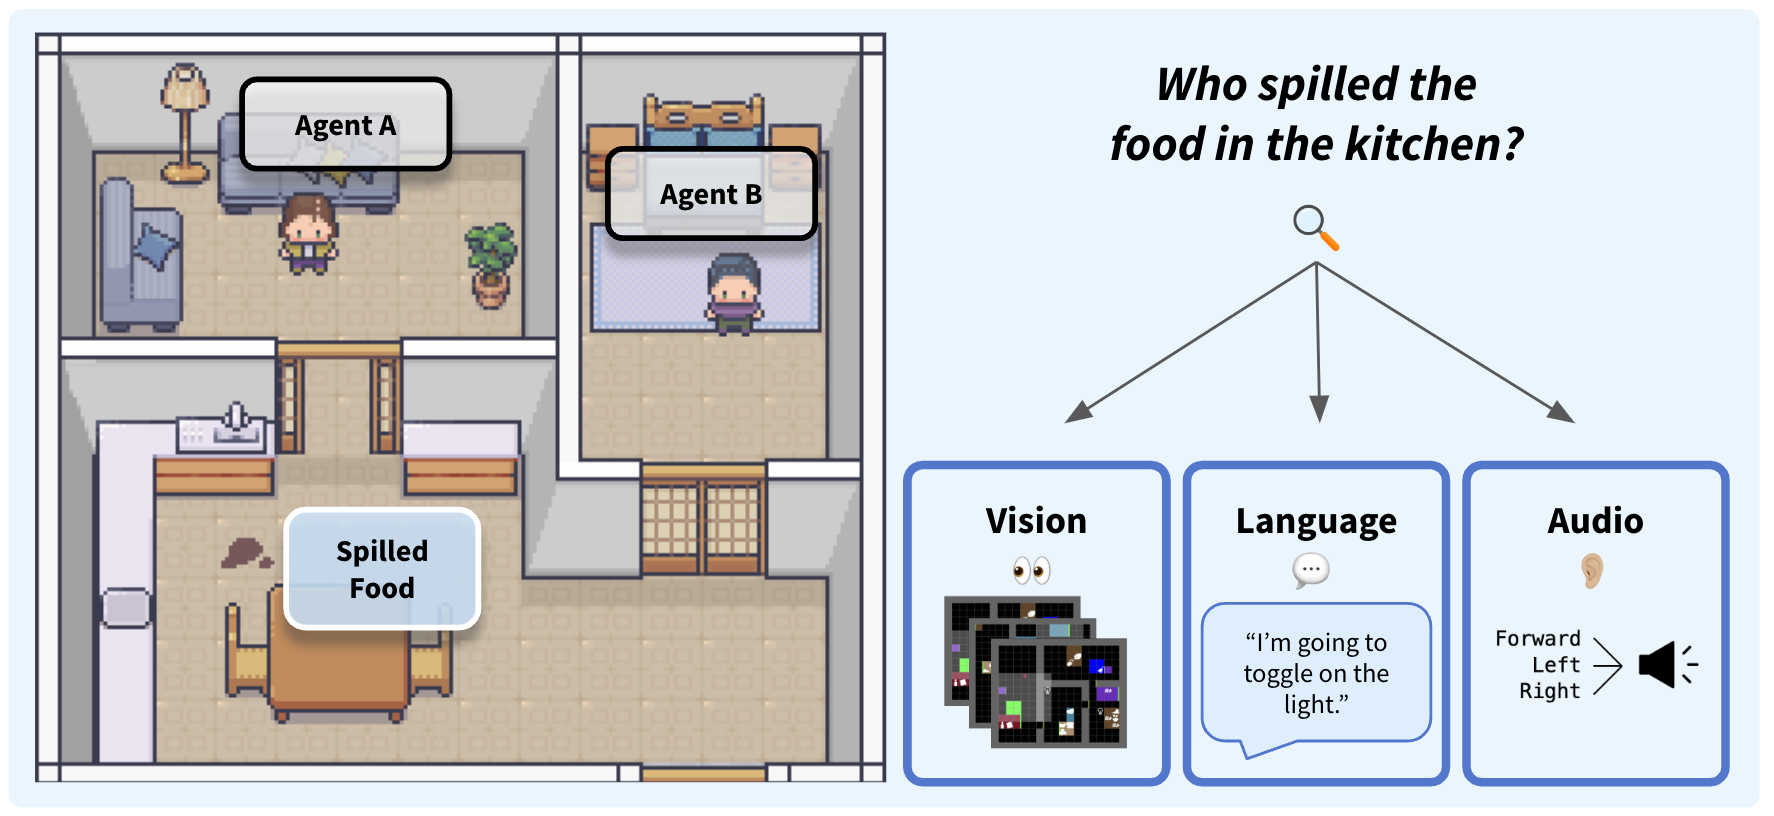 Agent A
Agent B
Spilled
Food
Who spilled the
food in the kitchen?
Vision
Language
“I’m going to
toggle on the
light.”
Audio
Forward
Left
Right